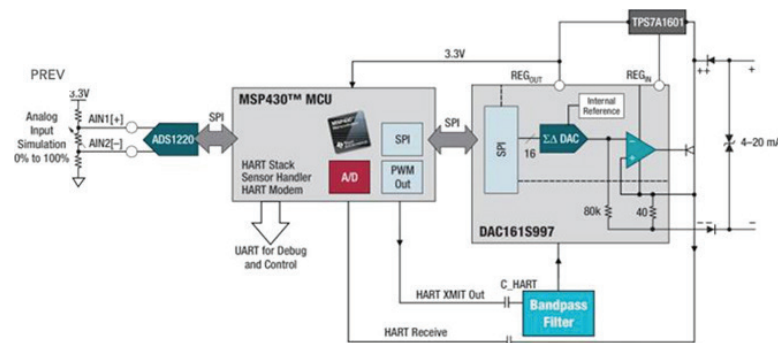 TPS7A1601
3.3V
PREV
3.3V
REGOUT
REGIN
++
+
MSP430™ MCU
Analog
Input
Simulation
0% to 100%
AIN1[+]
AIN2[–]
ADS1220
SPI
SPI
SPI
SPI
Internal
Reference
ΣΔ DAC
16
–
+
4–20 mA
HART Stack
Sensor Handler
HART Modem
A/D
PWM
Out
80k
40
DAC161S997
--
–
UART for Debug
and Control
HART XMIT Out
C_HART
Bandpass
Filter
HART Receive